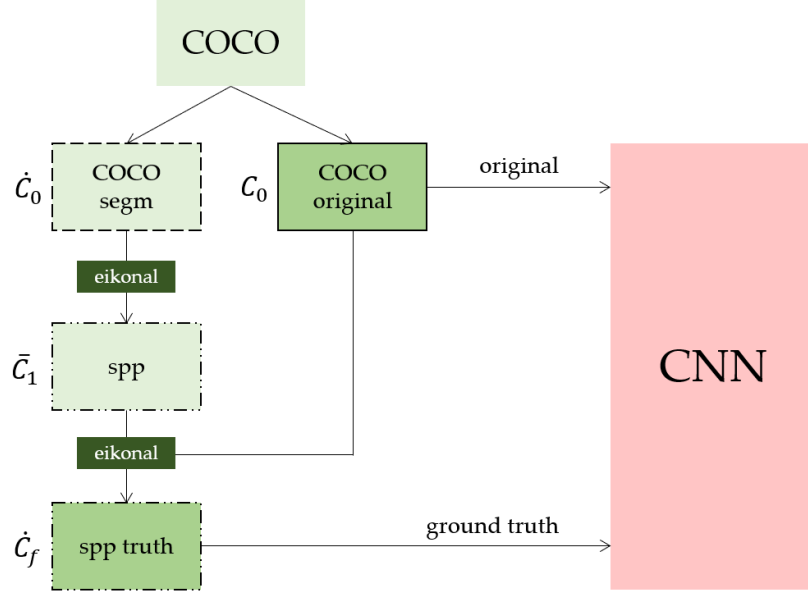 COCO
Ċ₀
COCO
segm
C₀
COCO
original
original
eikonal
C̄₁
spp
CNN
eikonal
Ċf
spp truth
ground truth